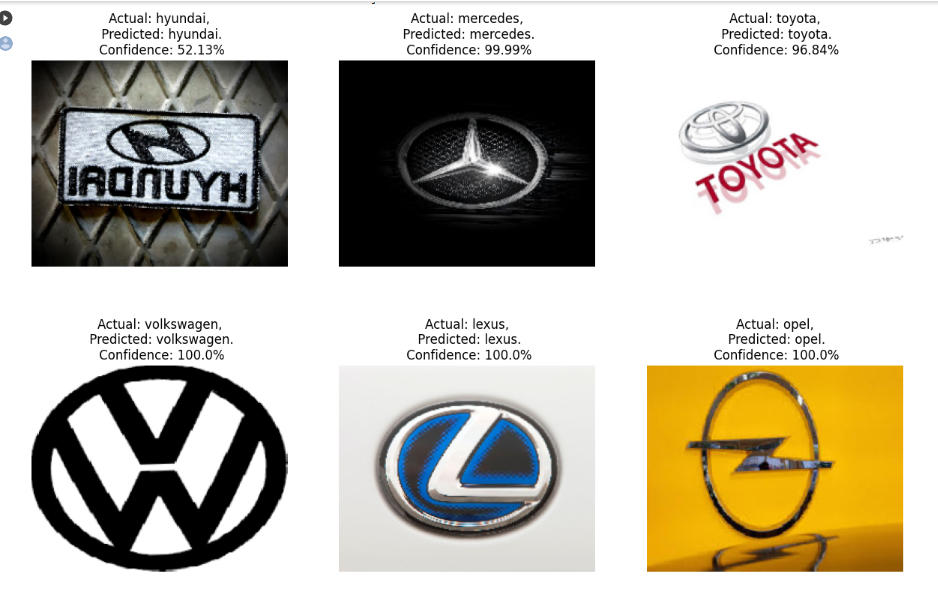 Actual: hyundai,
Predicted: hyundai.
Confidence: 52.13%
Actual: mercedes,
Predicted: mercedes.
Confidence: 99.99%
Actual: toyota,
Predicted: toyota.
Confidence: 96.84%
HYUNDAI
TOYOTA
Actual: volkswagen,
Predicted: volkswagen.
Confidence: 100.0%
Actual: lexus,
Predicted: lexus.
Confidence: 100.0%
Actual: opel,
Predicted: opel.
Confidence: 100.0%